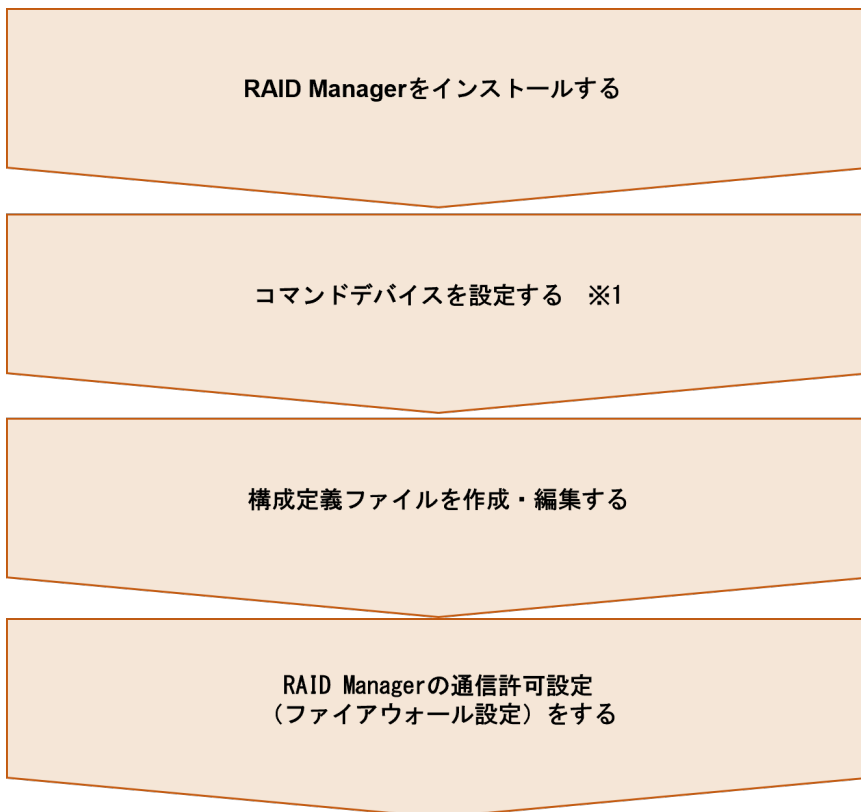 RAID Managerをインストールする
コマンドデバイスを設定する　※1
構成定義ファイルを作成・編集する
RAID Managerの通信許可設定
（ファイアウォール設定）をする